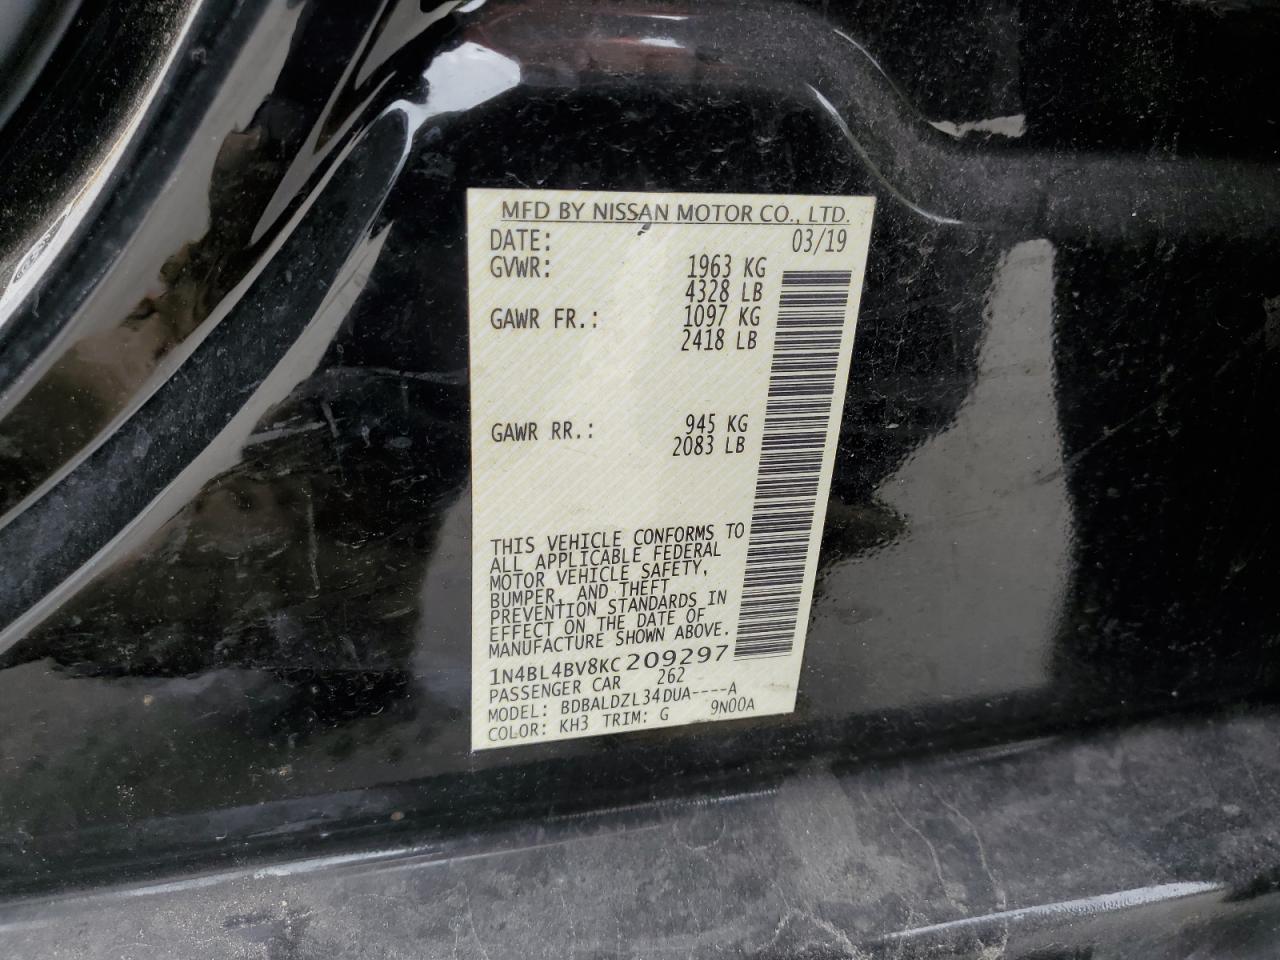 MFD BY NISSAN MOTOR CO., LTD.
DATE: 03/19
GVWR: 1963 KG
4328 LB
GAWR FR.: 1097 KG
2418 LB
GAWR RR.: 945 KG
2083 LB
THIS VEHICLE CONFORMS TO
ALL APPLICABLE FEDERAL
MOTOR VEHICLE SAFETY,
BUMPER, AND THEFT
PREVENTION STANDARDS IN
EFFECT ON THE DATE OF
MANUFACTURE SHOWN ABOVE.
1N4BL4BV8KC209297
PASSENGER CAR 262
MODEL: BDBALDZL34DUA----A
COLOR: KH3 TRIM: G 9N00A